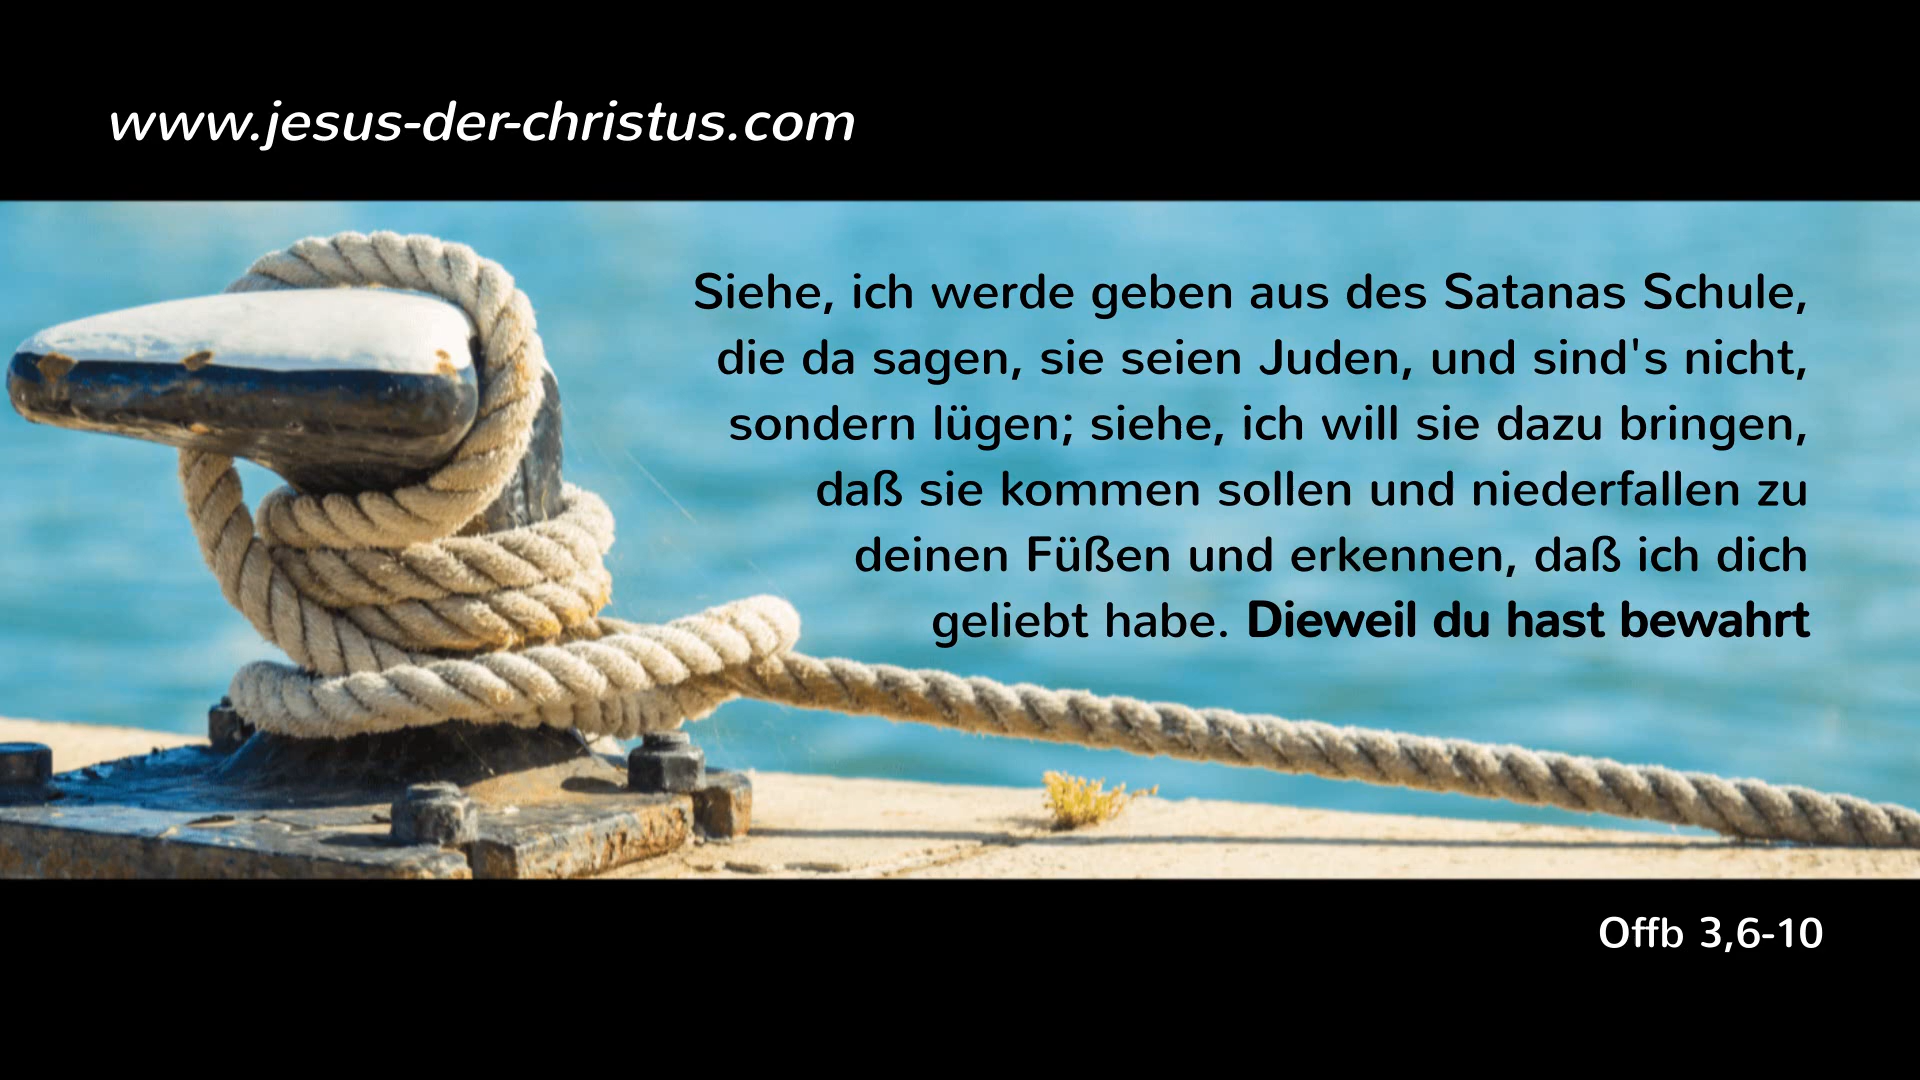 www.jesus-der-christus.com
Siehe, ich werde geben aus des Satanas Schule,
die da sagen, sie seien Juden, und sind's nicht,
sondern lügen; siehe, ich will sie dazu bringen,
daß sie kommen sollen und niederfallen zu
deinen Füßen und erkennen, daß ich dich
geliebt habe. Dieweil du hast bewahrt
Offb 3,6-10